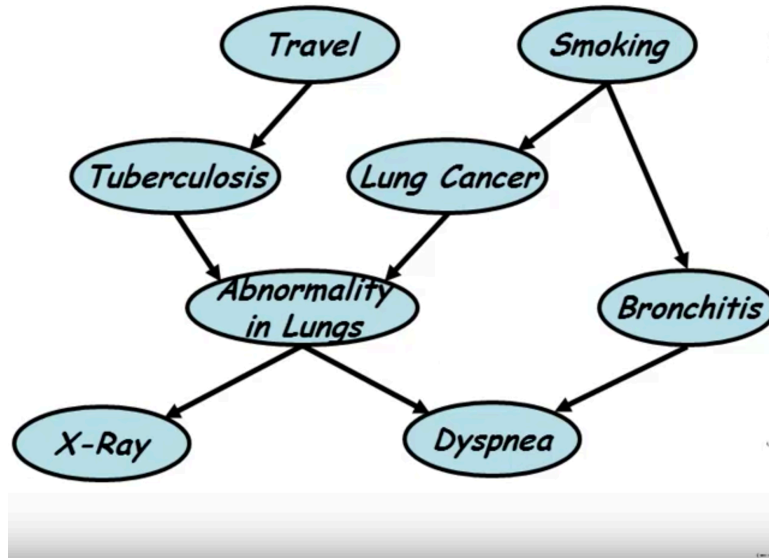 Travel
Smoking
Tuberculosis
Lung Cancer
Abnormality
in Lungs
Bronchitis
X-Ray
Dyspnea